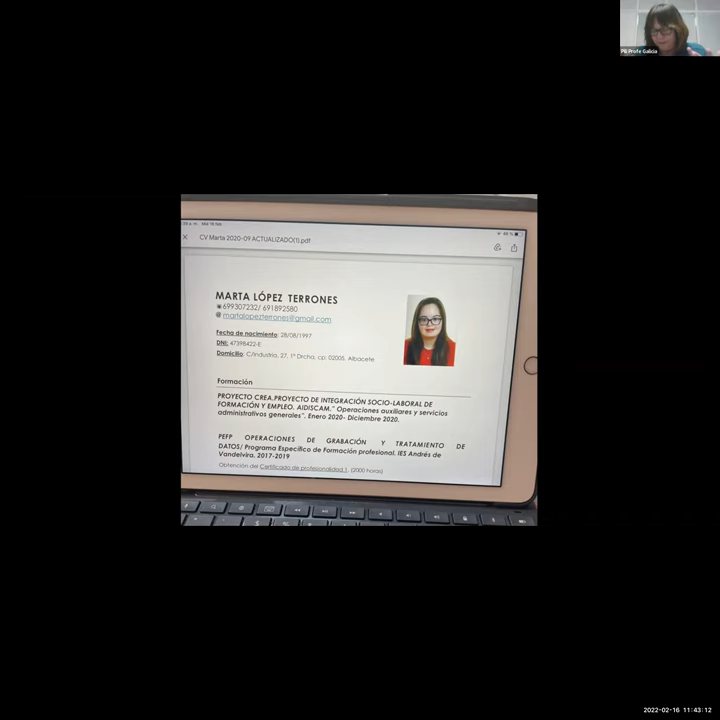 PB Profe Galicia
CV Marta 2020-09 ACTUALIZADO(1).pdf
MARTA LÓPEZ TERRONES
699307232/ 691892580
martalopezterrones@gmail.com
Fecha de nacimiento: 28/08/1997
DNI: 47398422-E
Domicilio: C/Industria, 27, 1º Drcha, cp: 02005, Albacete
Formación
PROYECTO CREA.PROYECTO DE INTEGRACIÓN SOCIO-LABORAL DE
FORMACIÓN Y EMPLEO. AIDISCAM." Operaciones auxiliares y servicios
administrativos generales". Enero 2020- Diciembre 2020.
PEFP OPERACIONES DE GRABACIÓN Y TRATAMIENTO DE
DATOS/ Programa Específico de Formación profesional. IES Andrés de
Vandelvira. 2017-2019
Obtención del Certificado de profesionalidad 1. (2000 horas)
2022-02-16 11:43:12